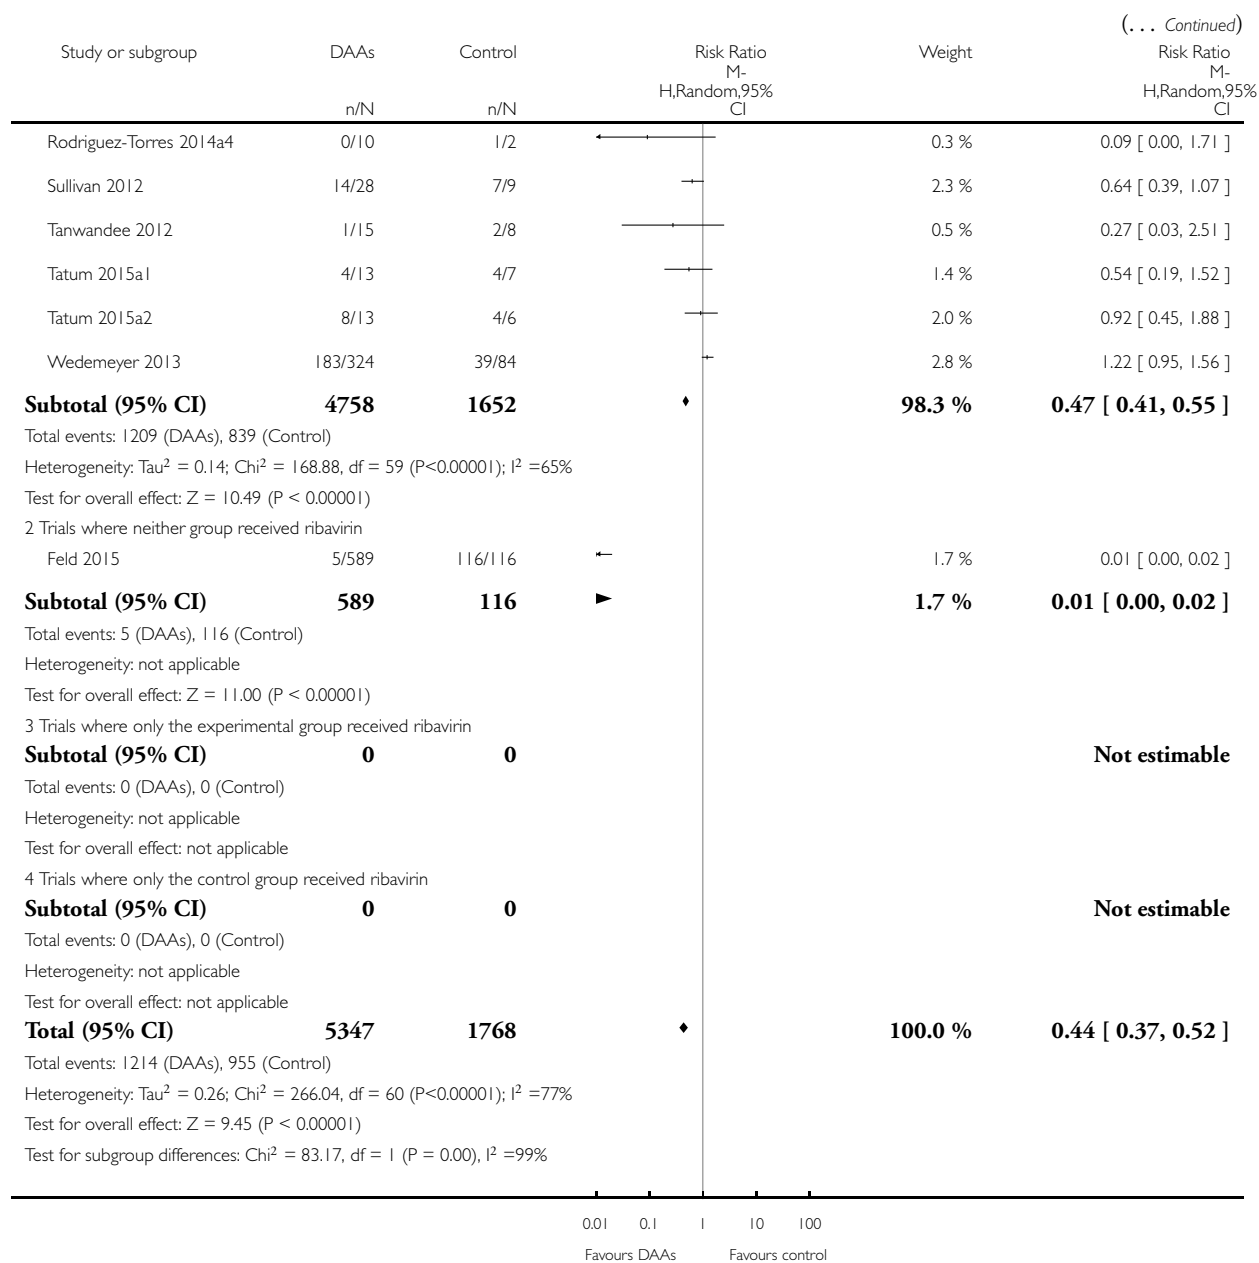 (... Continued)
Study or subgroup DAAs Control Risk Ratio Weight Risk Ratio
M- M-
H,Random,95% H,Random,95%
n/N n/N CI CI
Rodriguez-Torres 2014a4 0/10 1/2 0.3 % 0.09 [ 0.00, 1.71 ]
Sullivan 2012 14/28 7/9 2.3 % 0.64 [ 0.39, 1.07 ]
Tanwandee 2012 1/15 2/8 0.5 % 0.27 [ 0.03, 2.51 ]
Tatum 2015a1 4/13 4/7 1.4 % 0.54 [ 0.19, 1.52 ]
Tatum 2015a2 8/13 4/6 2.0 % 0.92 [ 0.45, 1.88 ]
Wedemeyer 2013 183/324 39/84 2.8 % 1.22 [ 0.95, 1.56 ]
Subtotal (95% CI) 4758 1652 98.3 % 0.47 [ 0.41, 0.55 ]
Total events: 1209 (DAAs), 839 (Control)
Heterogeneity: Tau² = 0.14; Chi² = 168.88, df = 59 (P<0.00001); I² =65%
Test for overall effect: Z = 10.49 (P < 0.00001)
2 Trials where neither group received ribavirin
Feld 2015 5/589 116/116 1.7 % 0.01 [ 0.00, 0.02 ]
Subtotal (95% CI) 589 116 1.7 % 0.01 [ 0.00, 0.02 ]
Total events: 5 (DAAs), 116 (Control)
Heterogeneity: not applicable
Test for overall effect: Z = 11.00 (P < 0.00001)
3 Trials where only the experimental group received ribavirin
Subtotal (95% CI) 0 0 Not estimable
Total events: 0 (DAAs), 0 (Control)
Heterogeneity: not applicable
Test for overall effect: not applicable
4 Trials where only the control group received ribavirin
Subtotal (95% CI) 0 0 Not estimable
Total events: 0 (DAAs), 0 (Control)
Heterogeneity: not applicable
Test for overall effect: not applicable
Total (95% CI) 5347 1768 100.0 % 0.44 [ 0.37, 0.52 ]
Total events: 1214 (DAAs), 955 (Control)
Heterogeneity: Tau² = 0.26; Chi² = 266.04, df = 60 (P<0.00001); I² =77%
Test for overall effect: Z = 9.45 (P < 0.00001)
Test for subgroup differences: Chi² = 83.17, df = 1 (P = 0.00), I² =99%
0.01 0.1 1 10 100
Favours DAAs Favours control